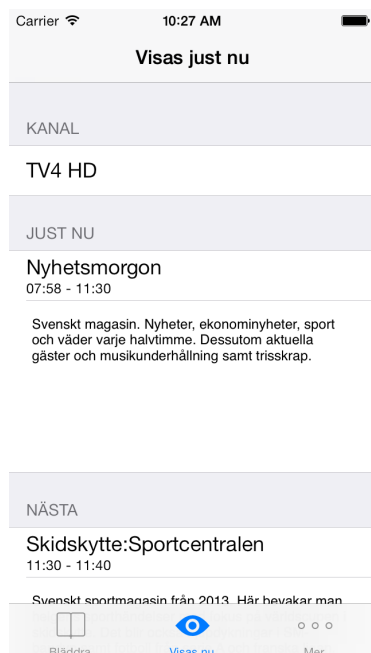 Carrier 10:27 AM
Visas just nu
KANAL
TV4 HD
JUST NU
Nyhetsmorgon
07:58 - 11:30
Svenskt magasin. Nyheter, ekonominyheter, sport
och väder varje halvtimme. Dessutom aktuella
gäster och musikunderhållning samt trisskrap.
NÄSTA
Skidskytte:Sportcentralen
11:30 - 11:40
Svenskt sportmagasin från 2013. Här bevakar man
Bläddra Visas nu Mer